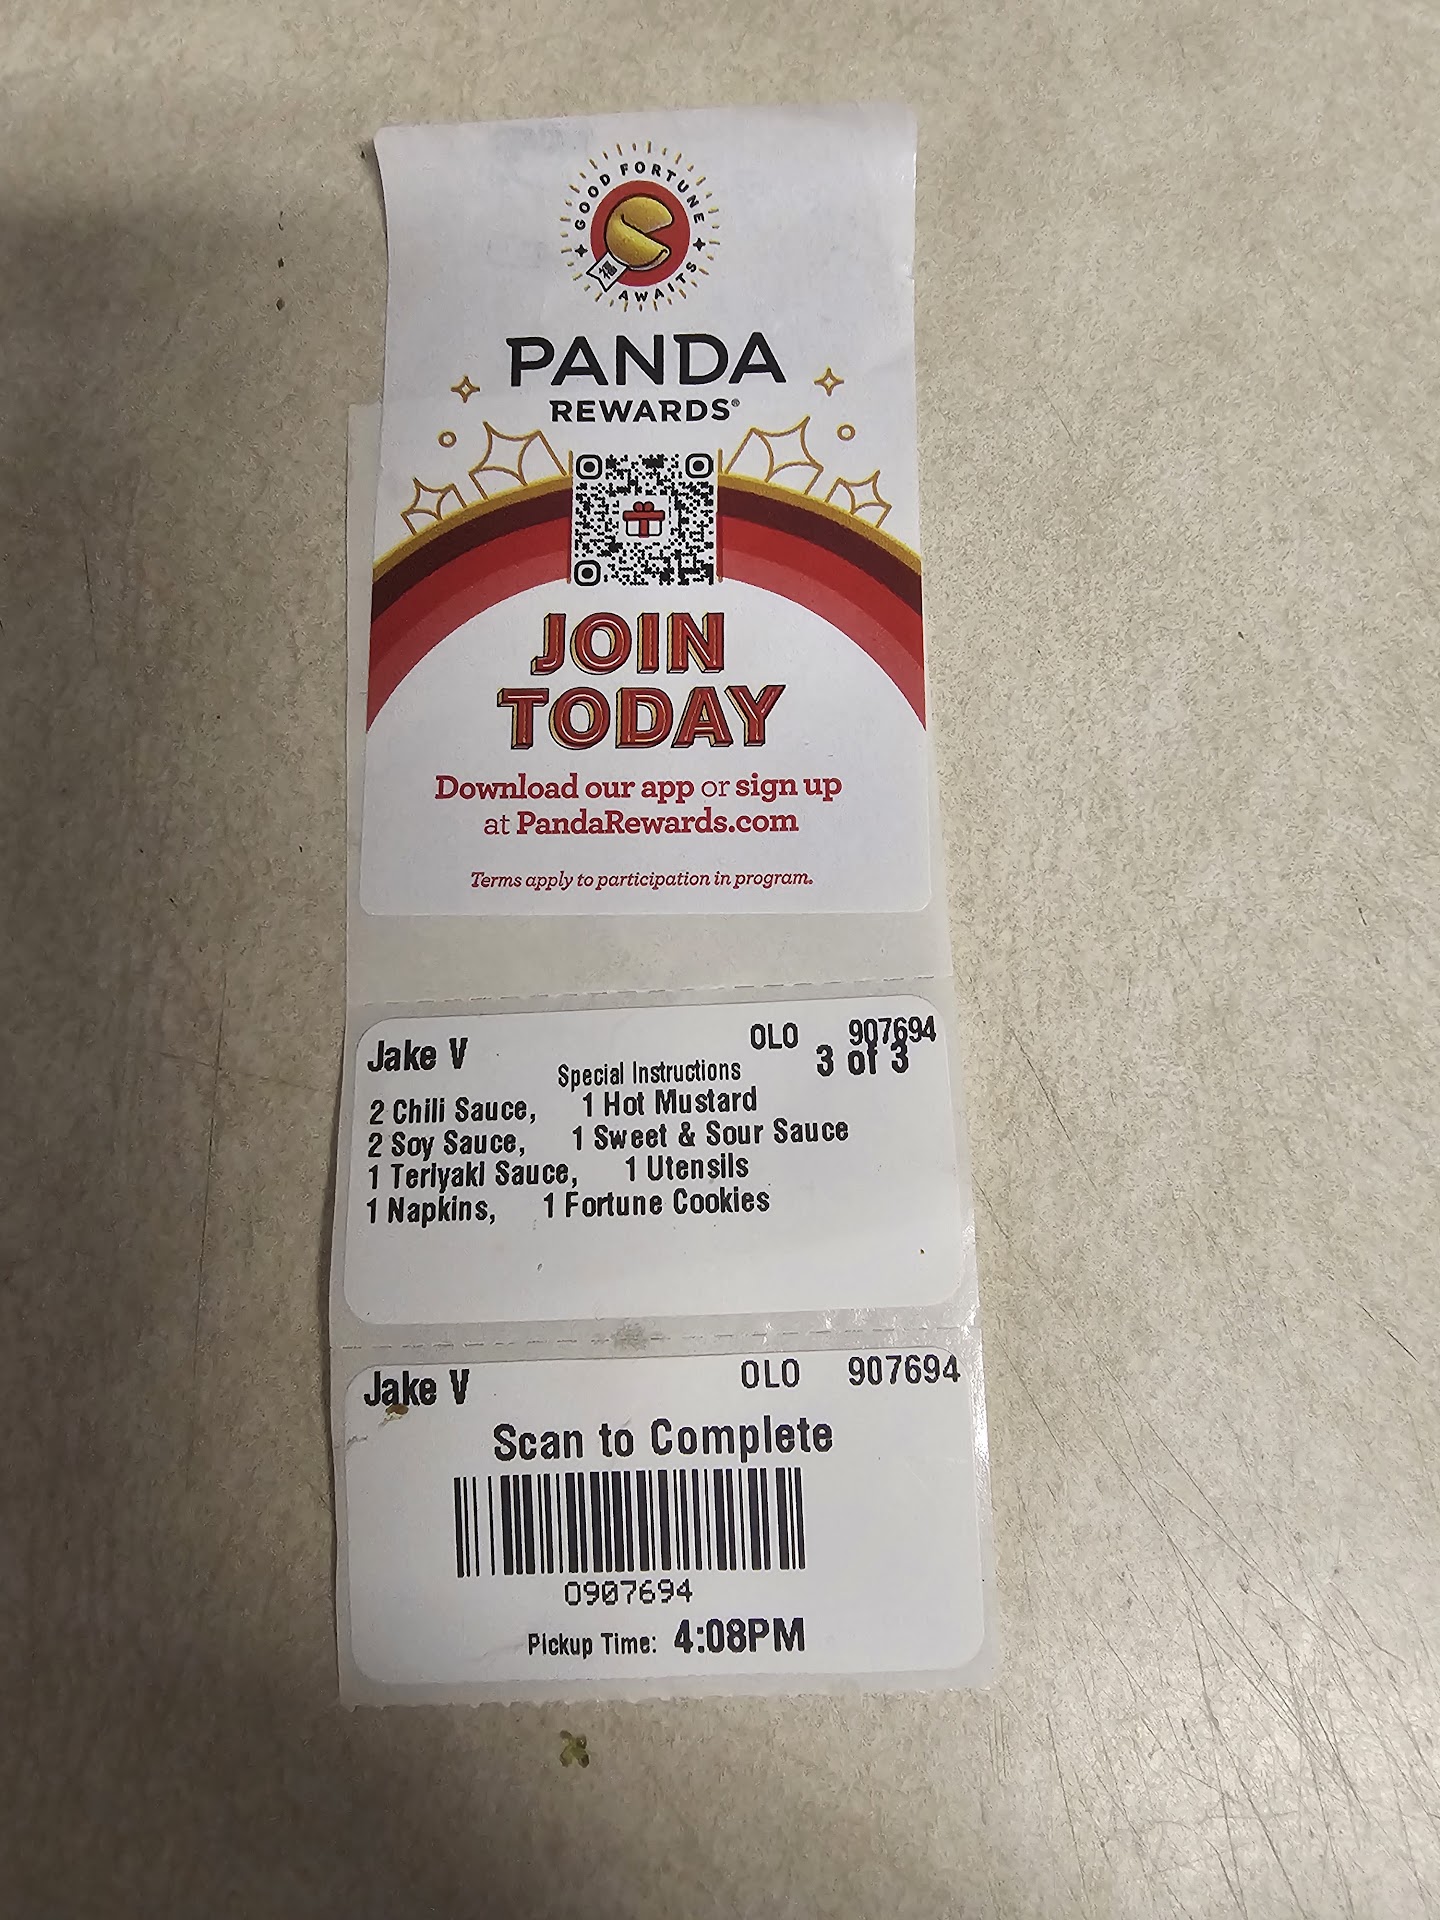 GOOD FORTUNE
AWAITS
福
PANDA
REWARDS®
JOIN
TODAY
Download our app or sign up
at PandaRewards.com
Terms apply to participation in program.
Jake V OLO 907694
Special Instructions 3 of 3
2 Chili Sauce, 1 Hot Mustard
2 Soy Sauce, 1 Sweet & Sour Sauce
1 Teriyaki Sauce, 1 Utensils
1 Napkins, 1 Fortune Cookies
Jake V OLO 907694
Scan to Complete
0907694
Pickup Time: 4:08PM